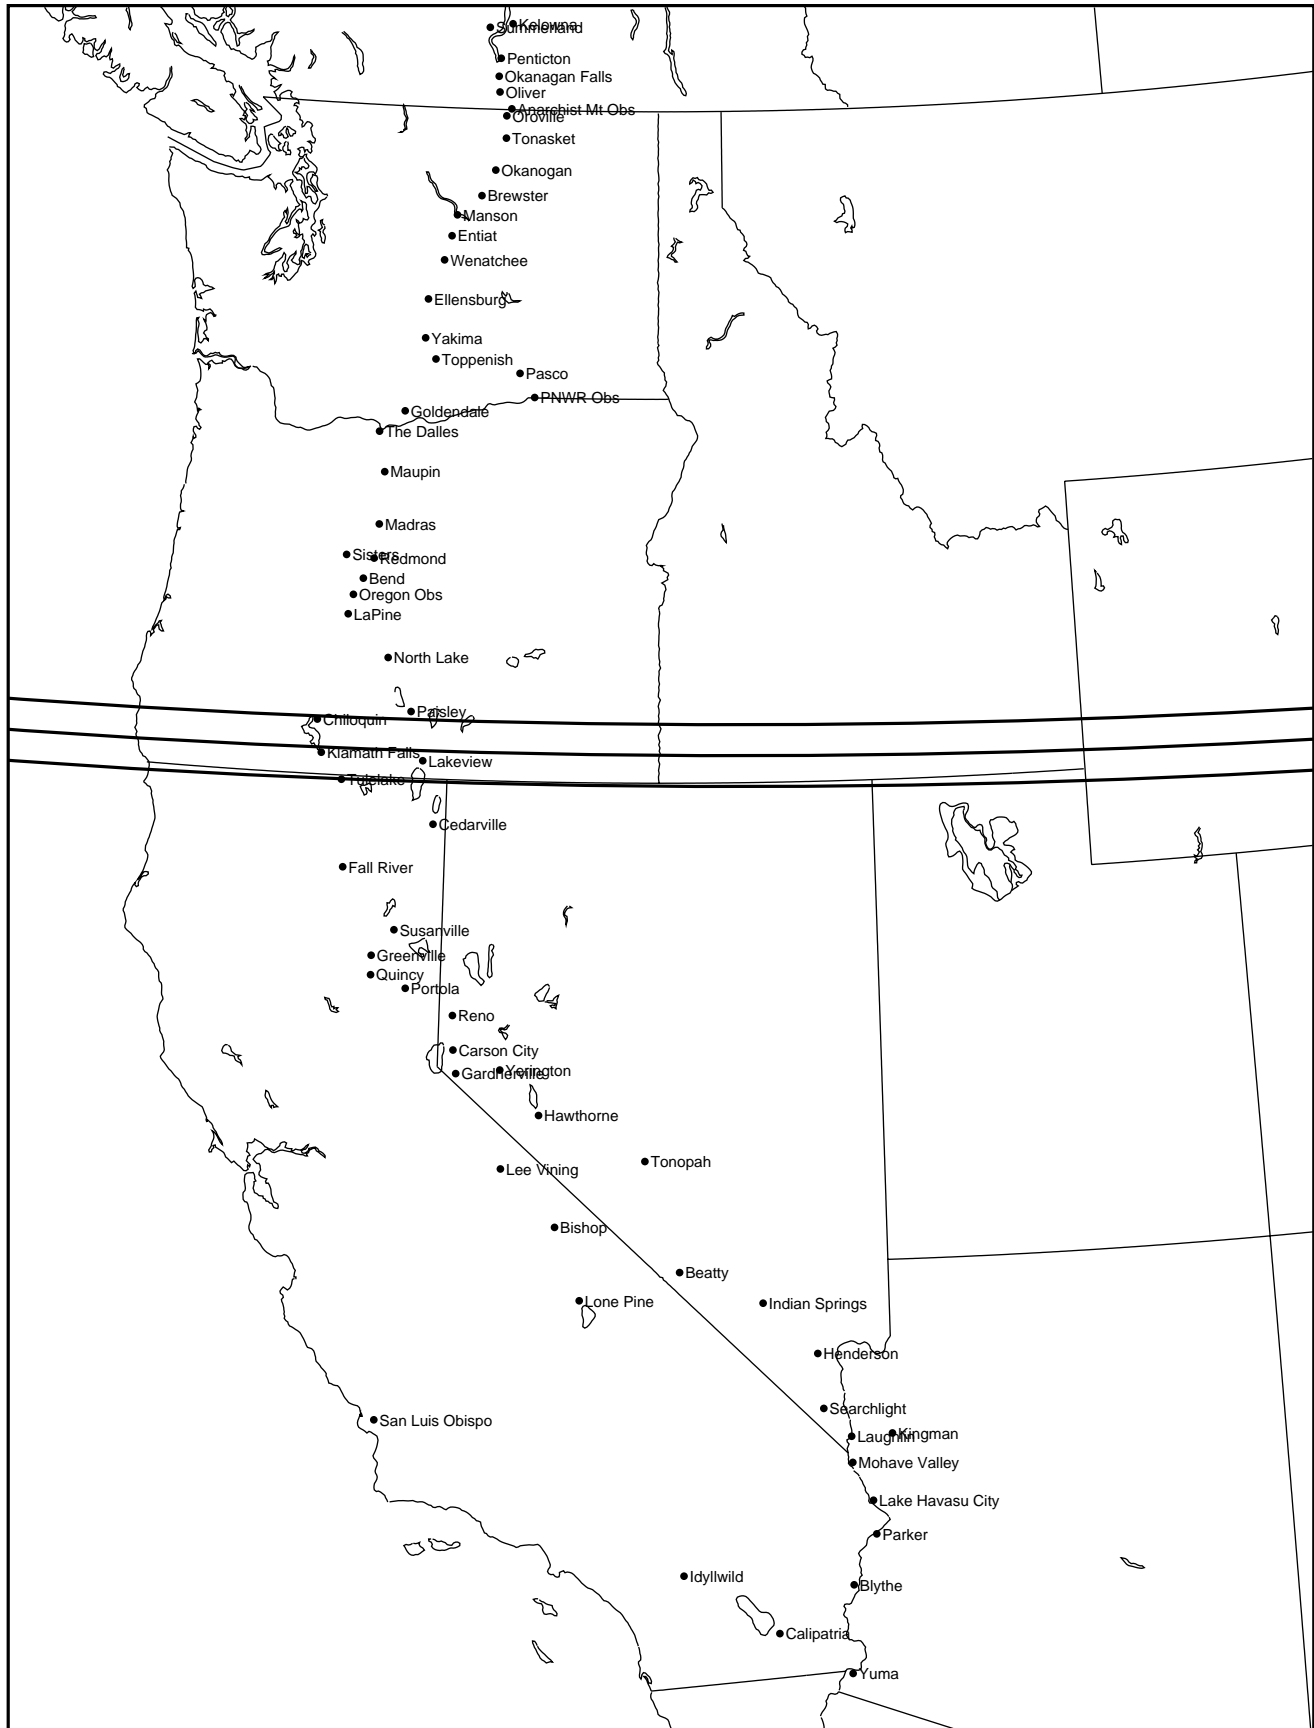 Kelowna
Summerland
Penticton
Okanagan Falls
Oliver
Anarchist Mt Obs
Oroville
Tonasket
Okanogan
Brewster
Manson
Entiat
Wenatchee
Ellensburg
Yakima
Toppenish
Pasco
PNWR Obs
Goldendale
The Dalles
Maupin
Madras
Sisters
Redmond
Bend
Oregon Obs
LaPine
North Lake
Paisley
Chiloquin
Klamath Falls
Lakeview
Tulelake
Cedarville
Fall River
Susanville
Greenville
Quincy
Portola
Reno
Carson City
Yerington
Gardnerville
Hawthorne
Tonopah
Lee Vining
Bishop
Beatty
Lone Pine
Indian Springs
Henderson
Searchlight
San Luis Obispo
Kingman
Laughlin
Mohave Valley
Lake Havasu City
Parker
Idyllwild
Blythe
Calipatria
Yuma